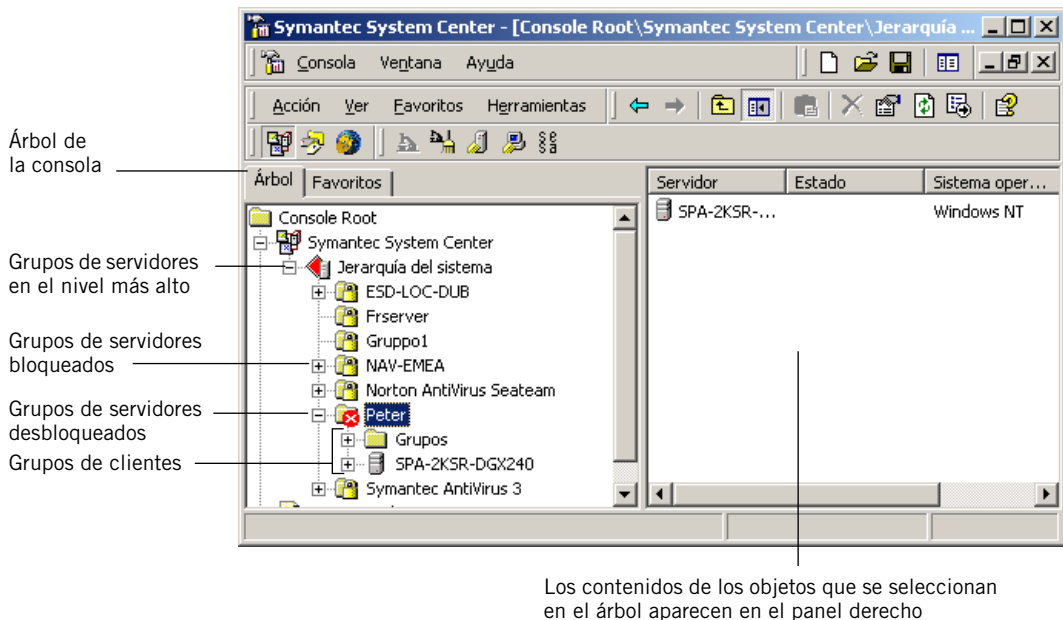 Symantec System Center - [Console Root\Symantec System Center\Jerarquía ...
Consola Ventana Ayuda
Acción Ver Favoritos Herramientas
Árbol de
la consola
Árbol Favoritos
Servidor Estado Sistema oper...
Console Root
SPA-2KSR-... Windows NT
Symantec System Center
Grupos de servidores
en el nivel más alto
Jerarquía del sistema
ESD-LOC-DUB
Frserver
Gruppo1
Grupos de servidores
bloqueados
NAV-EMEA
Norton AntiVirus Seateam
Grupos de servidores
desbloqueados
Peter
Grupos
Grupos de clientes
SPA-2KSR-DGX240
Symantec AntiVirus 3
Los contenidos de los objetos que se seleccionan
en el árbol aparecen en el panel derecho